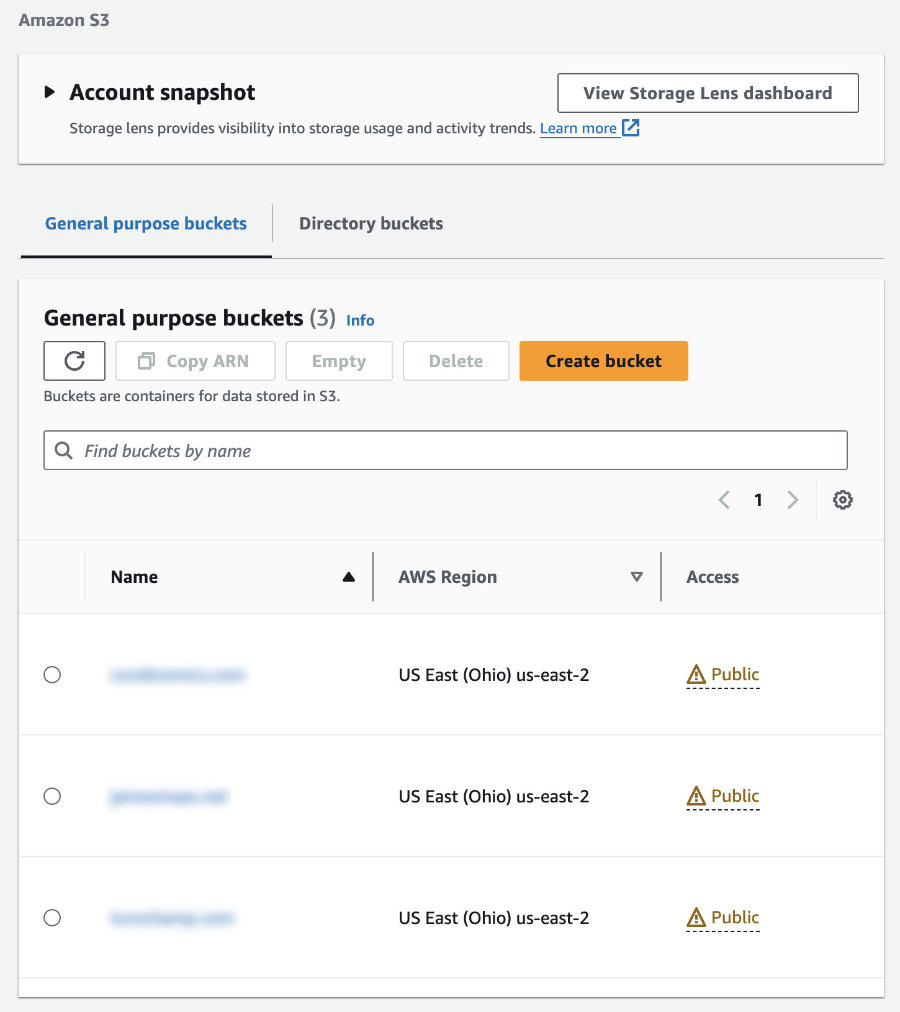 Amazon S3
Account snapshot
View Storage Lens dashboard
Storage lens provides visibility into storage usage and activity trends. Learn more
General purpose buckets
Directory buckets
General purpose buckets (3) Info
Copy ARN
Empty
Delete
Create bucket
Buckets are containers for data stored in S3.
Find buckets by name
1
Name
AWS Region
Access
US East (Ohio) us-east-2
Public
US East (Ohio) us-east-2
Public
US East (Ohio) us-east-2
Public